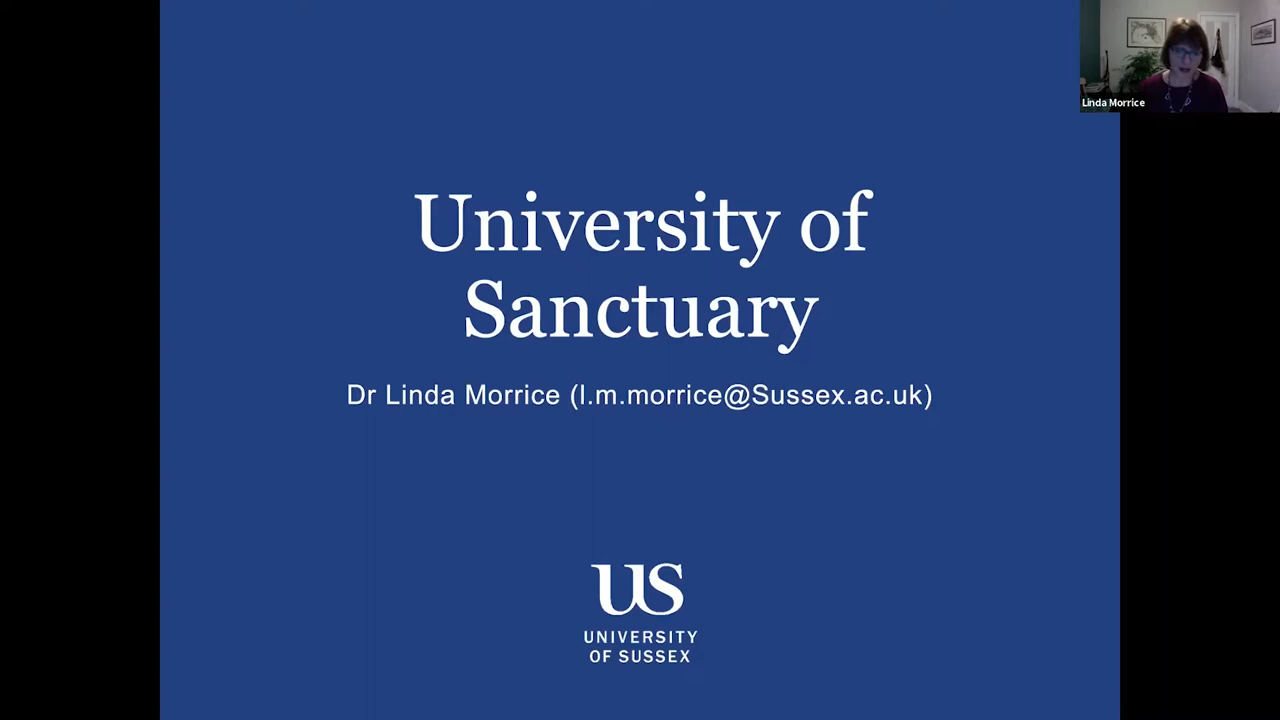 Linda Morrice
University of
Sanctuary
Dr Linda Morrice (l.m.morrice@Sussex.ac.uk)
US
UNIVERSITY
OF SUSSEX